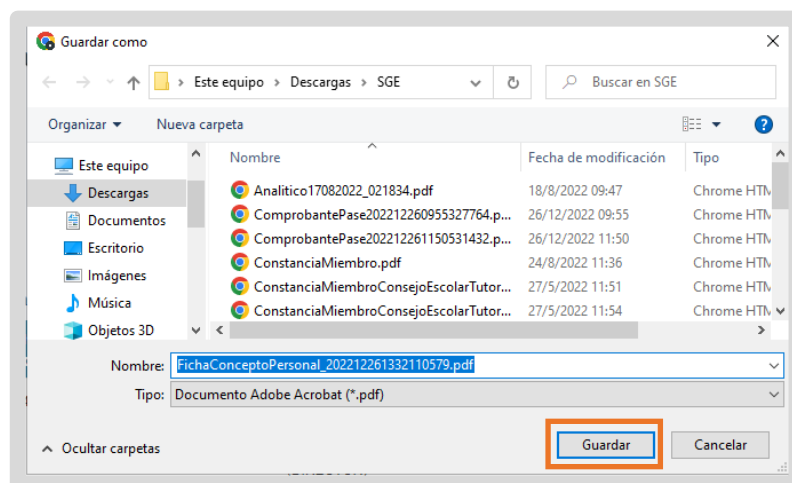 Guardar como
Este equipo > Descargas > SGE
Buscar en SGE
Organizar
Nueva carpeta
Nombre Fecha de modificación Tipo
Este equipo
Descargas
Documentos
Escritorio
Imágenes
Música
Objetos 3D
Analitico17082022_021834.pdf 18/8/2022 09:47 Chrome HTM
ComprobantePase202212260955327764.p... 26/12/2022 09:55 Chrome HTM
ComprobantePase202212261150531432.p... 26/12/2022 11:50 Chrome HTM
ConstanciaMiembro.pdf 24/8/2022 11:36 Chrome HTM
ConstanciaMiembroConsejoEscolarTutor... 27/5/2022 11:51 Chrome HTM
ConstanciaMiembroConsejoEscolarTutor... 27/5/2022 11:54 Chrome HTM
Nombre: FichaConceptoPersonal_202212261332110579.pdf
Tipo: Documento Adobe Acrobat (*.pdf)
Ocultar carpetas
Guardar
Cancelar